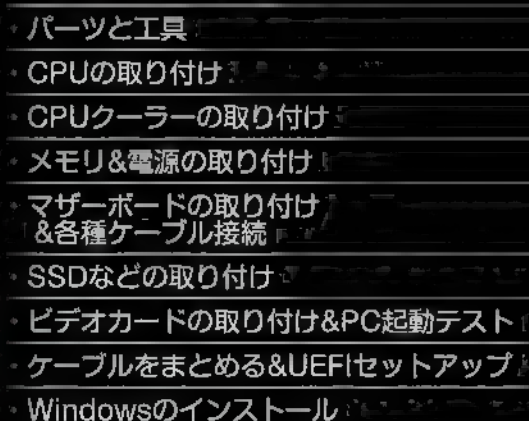 ・パーツと工具
・CPUの取り付け
・CPUクーラーの取り付け
・メモリ&電源の取り付け
・マザーボードの取り付け
&各種ケーブル接続
・SSDなどの取り付け
・ビデオカードの取り付け&PC起動テスト
・ケーブルをまとめる&UEFIセットアップ
・Windowsのインストール